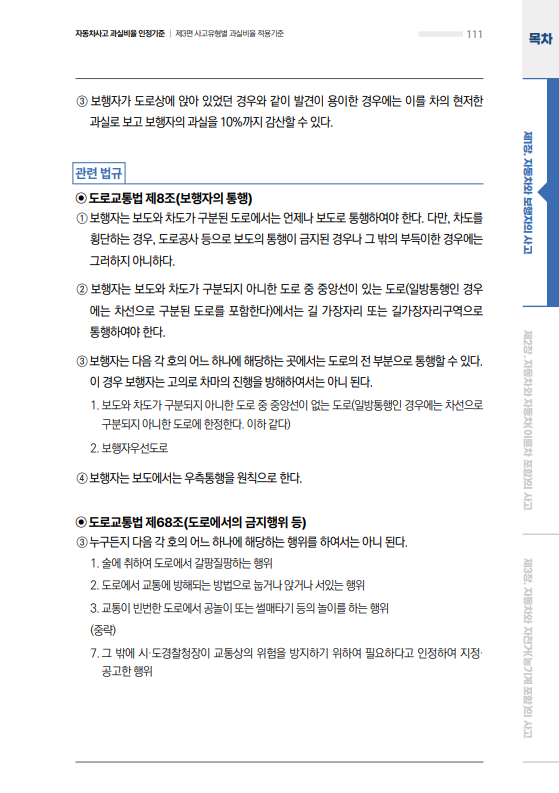 자동차사고 과실비율 인정기준 | 제3편 사고유형별 과실비율 적용기준
111
목차
③ 보행자가 도로상에 앉아 있었던 경우와 같이 발견이 용이한 경우에는 이를 차의 현저한
과실로 보고 보행자의 과실을 10%까지 감산할 수 있다.
관련 법규
◉ 도로교통법 제8조(보행자의 통행)
① 보행자는 보도와 차도가 구분된 도로에서는 언제나 보도로 통행하여야 한다. 다만, 차도를
횡단하는 경우, 도로공사 등으로 보도의 통행이 금지된 경우나 그 밖의 부득이한 경우에는
그러하지 아니하다.
② 보행자는 보도와 차도가 구분되지 아니한 도로 중 중앙선이 있는 도로(일방통행인 경우
에는 차선으로 구분된 도로를 포함한다)에서는 길 가장자리 또는 길가장자리구역으로
통행하여야 한다.
③ 보행자는 다음 각 호의 어느 하나에 해당하는 곳에서는 도로의 전 부분으로 통행할 수 있다.
이 경우 보행자는 고의로 차마의 진행을 방해하여서는 아니 된다.
1. 보도와 차도가 구분되지 아니한 도로 중 중앙선이 없는 도로(일방통행인 경우에는 차선으로
구분되지 아니한 도로에 한정한다. 이하 같다)
2. 보행자우선도로
④ 보행자는 보도에서는 우측통행을 원칙으로 한다.
◉ 도로교통법 제68조(도로에서의 금지행위 등)
③ 누구든지 다음 각 호의 어느 하나에 해당하는 행위를 하여서는 아니 된다.
1. 술에 취하여 도로에서 갈팡질팡하는 행위
2. 도로에서 교통에 방해되는 방법으로 눕거나 앉거나 서있는 행위
3. 교통이 빈번한 도로에서 공놀이 또는 썰매타기 등의 놀이를 하는 행위
(중략)
7. 그 밖에 시·도경찰청장이 교통상의 위험을 방지하기 위하여 필요하다고 인정하여 지정·
공고한 행위
제1장. 자동차와 보행자의 사고
제2장. 자동차와 자동차(이륜차 포함)의 사고
제3장. 자동차와 자전거(농기계 포함)의 사고